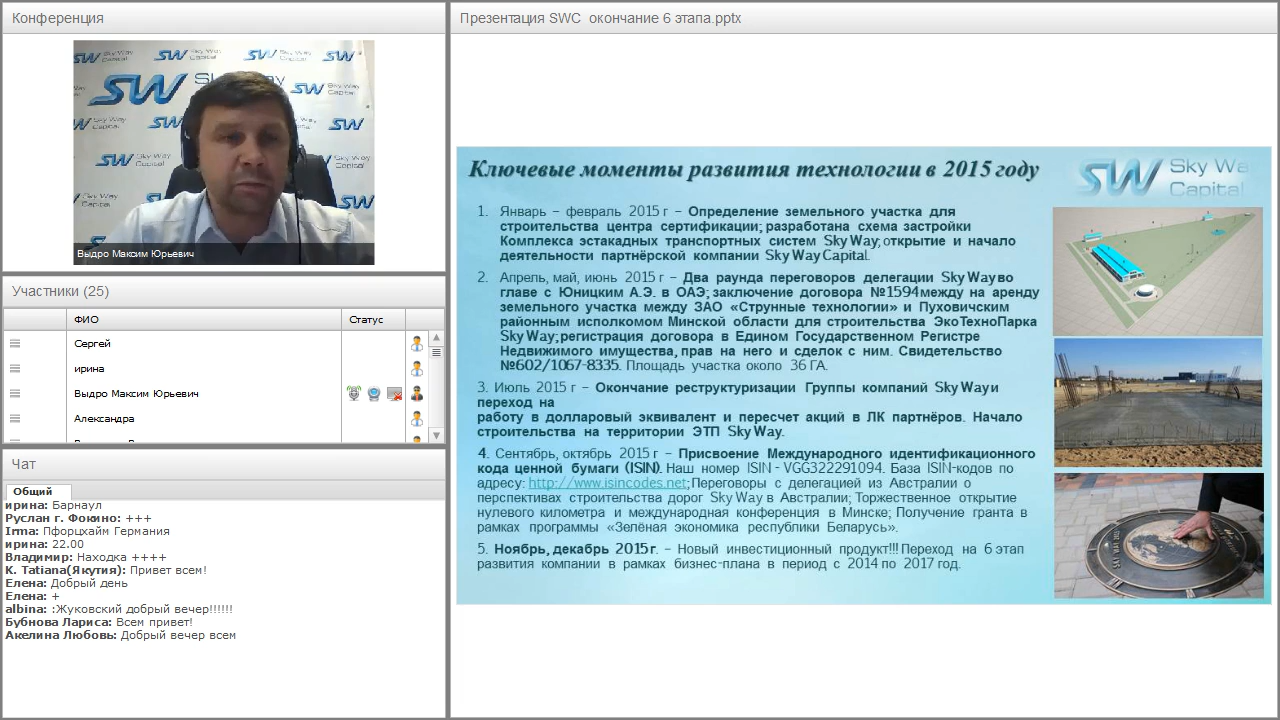 Конференция
SW Sky Way Capital
Выдро Максим Юрьевич
Участники (25)
ФИО Статус
Сергей
ирина
Выдро Максим Юрьевич
Александра
Чат
Общий
ирина: Барнаул
Руслан г. Фокино: +++
Irma: Пфорцхайм Германия
ирина: 22.00
Владимир: Находка ++++
K. Tatiana(Якутия): Привет всем!
Елена: Добрый день
Елена: +
albina: :Жуковский добрый вечер!!!!!!
Бубнова Лариса: Всем привет!
Акелина Любовь: Добрый вечер всем
Презентация SWC окончание 6 этапа.pptx
Ключевые моменты развития технологии в 2015 году
SW Sky Way
Capital
1. Январь – февраль 2015 г – Определение земельного участка для
строительства центра сертификации; разработана схема застройки
Комплекса эстакадных транспортных систем Sky Way; открытие и начало
деятельности партнёрской компании Sky Way Capital.
2. Апрель, май, июнь 2015 г – Два раунда переговоров делегации Sky Way во
главе с Юницким А.Э. в ОАЭ; заключение договора №1594 между на аренду
земельного участка между ЗАО «Струнные технологии» и Пуховичским
районным исполкомом Минской области для строительства ЭкоТехноПарка
Sky Way; регистрация договора в Едином Государственном Регистре
Недвижимого имущества, прав на него и сделок с ним. Свидетельство
№602/1067-8335. Площадь участка около 36 ГА.
3. Июль 2015 г – Окончание реструктуризации Группы компаний Sky Way и
переход на
работу в долларовый эквивалент и пересчет акций в ЛК партнёров. Начало
строительства на территории ЭТП Sky Way.
4. Сентябрь, октябрь 2015 г – Присвоение Международного идентификационного
кода ценной бумаги (ISIN). Наш номер ISIN - VGG322291094. База ISIN-кодов по
адресу: http://www.isincodes.net; Переговоры с делегацией из Австралии о
перспективах строительства дорог Sky Way в Австралии; Торжественное открытие
нулевого километра и международная конференция в Минске; Получение гранта в
рамках программы «Зелёная экономика республики Беларусь».
5. Ноябрь, декабрь 2015 г. – Новый инвестиционный продукт!!! Переход на 6 этап
развития компании в рамках бизнес-плана в период с 2014 по 2017 год.